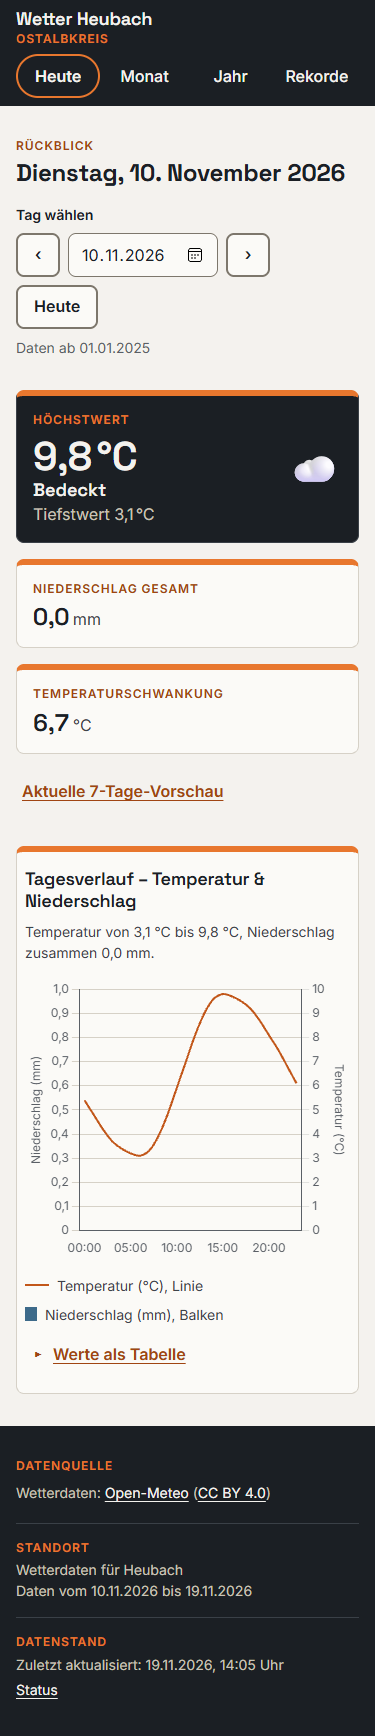 Wetter Heubach
OSTALBKREIS
Heute Monat Jahr Rekorde
RÜCKBLICK
Dienstag, 10. November 2026
Tag wählen
‹ 10.11.2026 ›
Heute
Daten ab 01.01.2025
HÖCHSTWERT
9,8 °C
Bedeckt
Tiefstwert 3,1 °C
NIEDERSCHLAG GESAMT
0,0 mm
TEMPERATURSCHWANKUNG
6,7 °C
Aktuelle 7-Tage-Vorschau
Tagesverlauf – Temperatur &
Niederschlag
Temperatur von 3,1 °C bis 9,8 °C, Niederschlag
zusammen 0,0 mm.
Niederschlag (mm)
1,0
0,9
0,8
0,7
0,6
0,5
0,4
0,3
0,2
0,1
0
10
9
8
7
6
5
4
3
2
1
0
Temperatur (°C)
00:00 05:00 10:00 15:00 20:00
Temperatur (°C), Linie
Niederschlag (mm), Balken
► Werte als Tabelle
DATENQUELLE
Wetterdaten: Open-Meteo (CC BY 4.0)
STANDORT
Wetterdaten für Heubach
Daten vom 10.11.2026 bis 19.11.2026
DATENSTAND
Zuletzt aktualisiert: 19.11.2026, 14:05 Uhr
Status